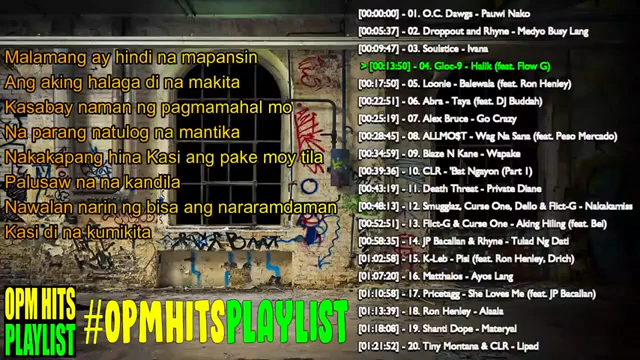 Malamang ay hindi na mapansin
Ang aking halaga di na makita
Kasabay naman ng pagmamahal mo
Na parang natulog na mantika
Nakakapang hina Kasi ang pake moy tila
Palusaw na na kandila
Nawalan narin ng bisa ang nararamdaman
Kasi di na kumikita
OPM HITS
PLAYLIST
#OPMHITSPLAYLIST
[00:00:00] - 01. O.C. Dawgs - Pauwi Nako
[00:05:37] - 02. Droppout and Rhyne - Medyo Busy Lang
[00:09:47] - 03. Soulstice - Ivana
> [00:13:50] - 04. Gloc-9 - Halik (feat. Flow G)
[00:17:50] - 05. Loonie - Balewala (feat. Ron Henley)
[00:22:51] - 06. Abra - Taya (feat. DJ Buddah)
[00:25:19] - 07. Alex Bruce - Go Crazy
[00:28:45] - 08. ALLMO$T - Wag Na Sana (feat. Peso Mercado)
[00:34:59] - 09. Blaze N Kane - Wapake
[00:39:36] - 10. CLR - 'Bat Ngayon (Part 1)
[00:43:19] - 11. Death Threat - Private Diane
[00:48:13] - 12. Smugglaz, Curse One, Dello & Flict-G - Nakakamiss
[00:52:51] - 13. Flict-G & Curse One - Aking Hiling (feat. Bei)
[00:58:35] - 14. JP Bacallan & Rhyne - Tulad Ng Dati
[01:02:58] - 15. K-Leb - Pisi (feat. Ron Henley, Drich)
[01:07:20] - 16. Matthaios - Ayos Lang
[01:10:58] - 17. Pricetagg - She Loves Me (feat. JP Bacallan)
[01:13:39] - 18. Ron Henley - Alaala
[01:18:08] - 19. Shanti Dope - Materyal
[01:21:52] - 20. Tiny Montana & CLR - Lipad